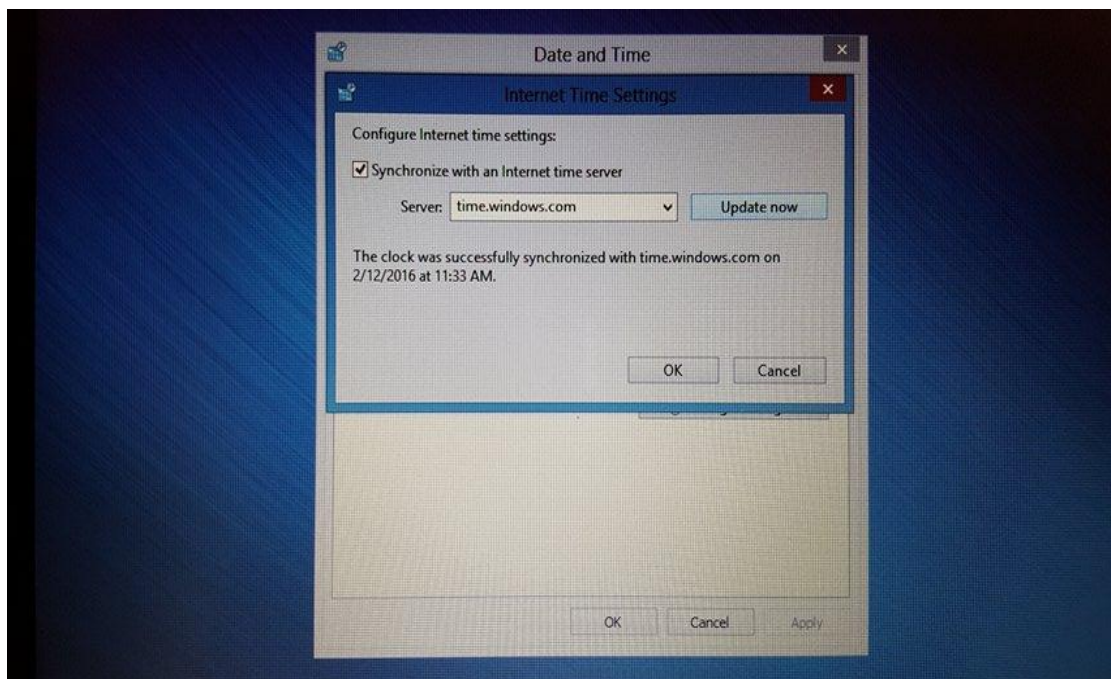 Date and Time
Internet Time Settings
Configure Internet time settings:
Synchronize with an Internet time server
Server: time.windows.com Update now
The clock was successfully synchronized with time.windows.com on
2/12/2016 at 11:33 AM.
OK Cancel
OK Cancel Apply